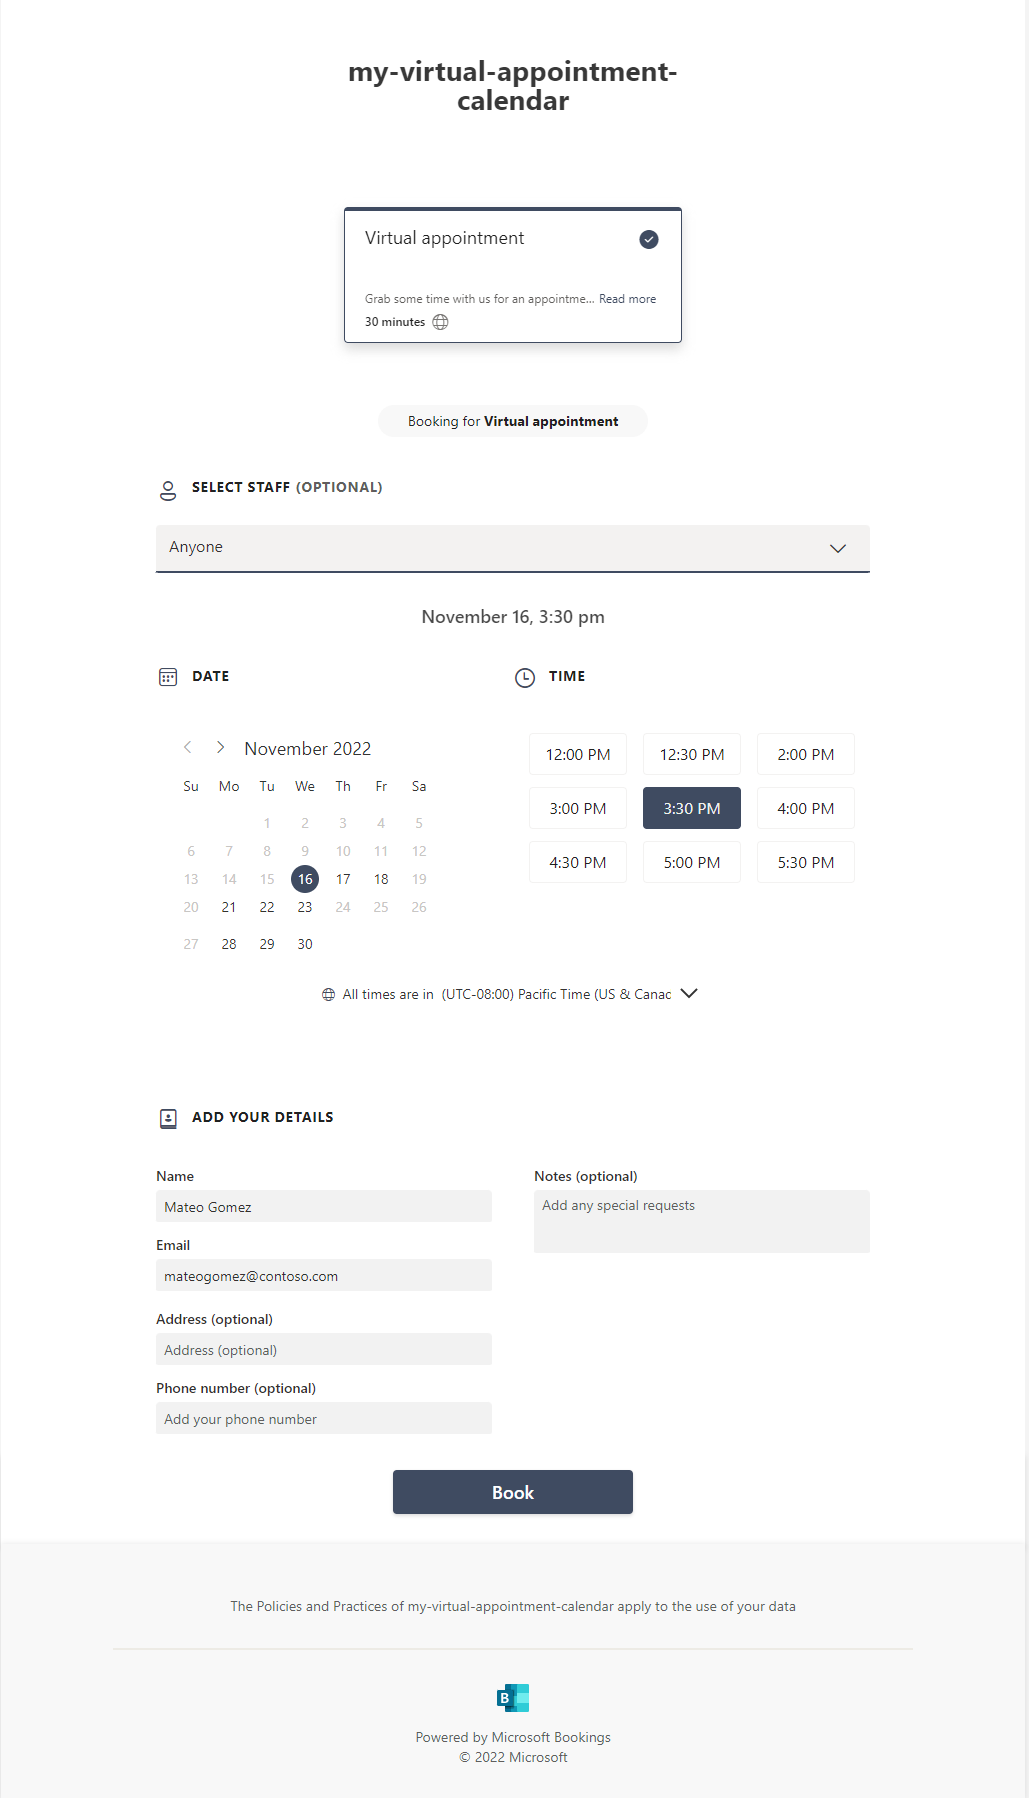 my-virtual-appointment-
calendar
Virtual appointment
Grab some time with us for an appointme... Read more
30 minutes
Booking for Virtual appointment
SELECT STAFF (OPTIONAL)
Anyone
November 16, 3:30 pm
DATE
November 2022
Su Mo Tu We Th Fr Sa
1 2 3 4 5
6 7 8 9 10 11 12
13 14 15 16 17 18 19
20 21 22 23 24 25 26
27 28 29 30
TIME
12:00 PM 12:30 PM 2:00 PM
3:00 PM 3:30 PM 4:00 PM
4:30 PM 5:00 PM 5:30 PM
All times are in (UTC-08:00) Pacific Time (US & Canac
ADD YOUR DETAILS
Name
Mateo Gomez
Email
mateogomez@contoso.com
Address (optional)
Address (optional)
Phone number (optional)
Add your phone number
Notes (optional)
Add any special requests
Book
The Policies and Practices of my-virtual-appointment-calendar apply to the use of your data
B
Powered by Microsoft Bookings
© 2022 Microsoft